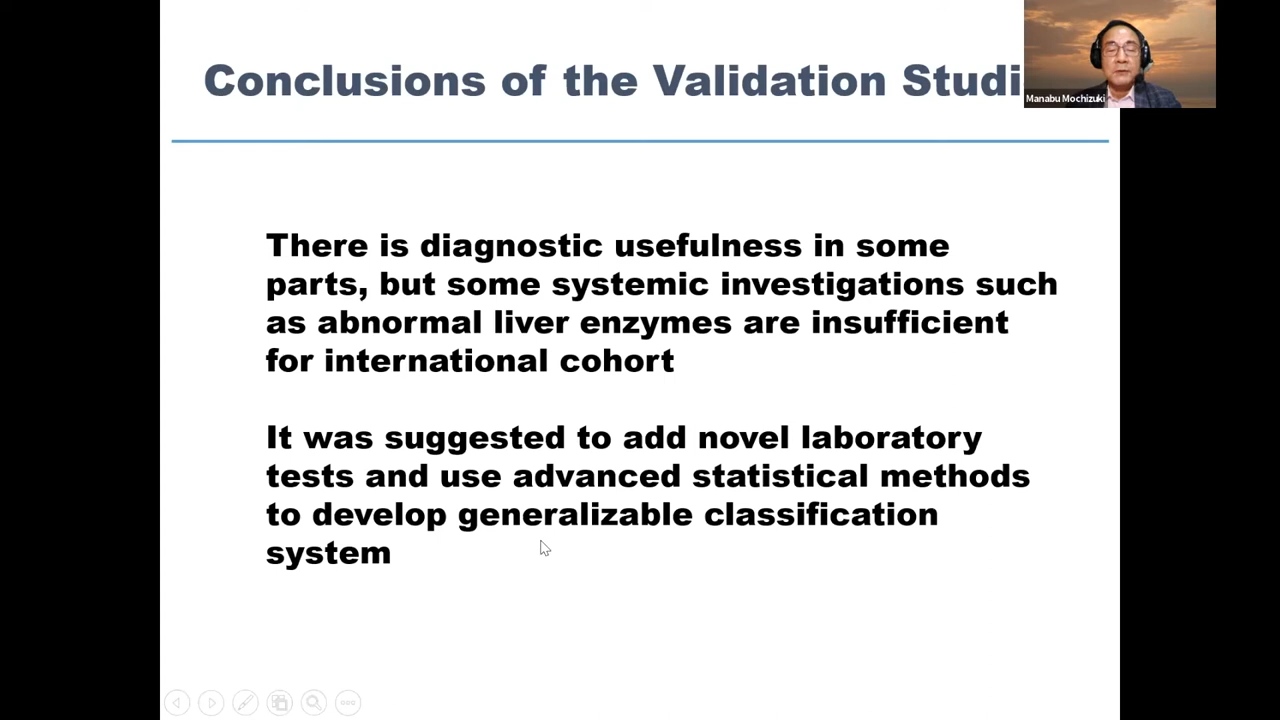 Conclusions of the Validation Studi
Manabu Mochizuki
There is diagnostic usefulness in some
parts, but some systemic investigations such
as abnormal liver enzymes are insufficient
for international cohort
It was suggested to add novel laboratory
tests and use advanced statistical methods
to develop generalizable classification
system